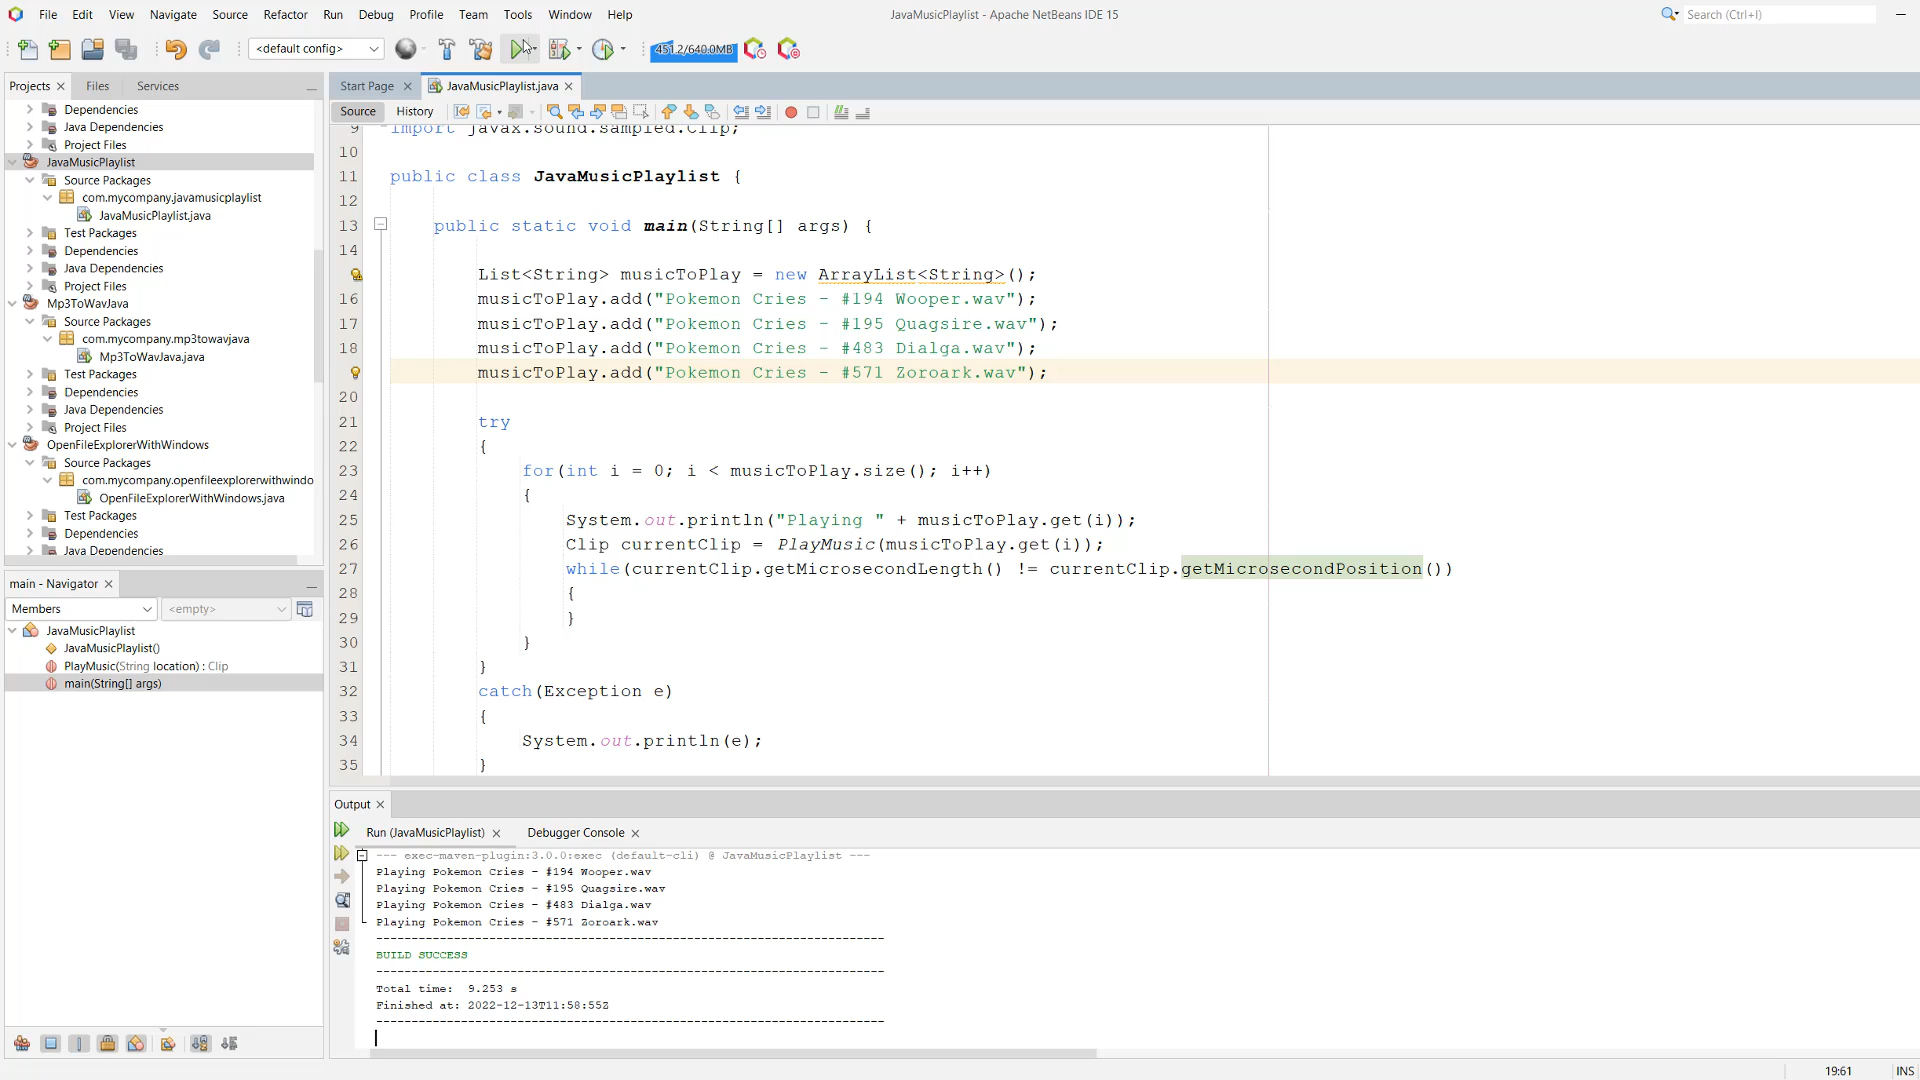 File Edit View Navigate Source Refactor Run Debug Profile Team Tools Window Help
JavaMusicPlaylist - Apache NetBeans IDE 15
Search (Ctrl+I)
<default config>
451.2/640.0MB
Projects Files Services
Dependencies
Java Dependencies
Project Files
JavaMusicPlaylist
Source Packages
com.mycompany.javamusicplaylist
JavaMusicPlaylist.java
Test Packages
Dependencies
Java Dependencies
Project Files
Mp3ToWavJava
Source Packages
com.mycompany.mp3towavjava
Mp3ToWavJava.java
Test Packages
Dependencies
Java Dependencies
Project Files
OpenFileExplorerWithWindows
Source Packages
com.mycompany.openfileexplorerwithwindo
OpenFileExplorerWithWindows.java
Test Packages
Dependencies
Java Dependencies
main - Navigator
Members <empty>
JavaMusicPlaylist
JavaMusicPlaylist()
PlayMusic(String location) : Clip
main(String[] args)
Start Page JavaMusicPlaylist.java
Source History
9 import javax.sound.sampled.Clip;
10
11 public class JavaMusicPlaylist {
12
13 public static void main(String[] args) {
14
List<String> musicToPlay = new ArrayList<String>();
16 musicToPlay.add("Pokemon Cries - #194 Wooper.wav");
17 musicToPlay.add("Pokemon Cries - #195 Quagsire.wav");
18 musicToPlay.add("Pokemon Cries - #483 Dialga.wav");
musicToPlay.add("Pokemon Cries - #571 Zoroark.wav");
20
21 try
22 {
23 for(int i = 0; i < musicToPlay.size(); i++)
24 {
25 System.out.println("Playing " + musicToPlay.get(i));
26 Clip currentClip = PlayMusic(musicToPlay.get(i));
27 while(currentClip.getMicrosecondLength() != currentClip.getMicrosecondPosition())
28 {
29 }
30 }
31 }
32 catch(Exception e)
33 {
34 System.out.println(e);
35 }
Output
Run (JavaMusicPlaylist) Debugger Console
--- exec-maven-plugin:3.0.0:exec (default-cli) @ JavaMusicPlaylist ---
Playing Pokemon Cries - #194 Wooper.wav
Playing Pokemon Cries - #195 Quagsire.wav
Playing Pokemon Cries - #483 Dialga.wav
Playing Pokemon Cries - #571 Zoroark.wav
------------------------------------------------------------------------
BUILD SUCCESS
------------------------------------------------------------------------
Total time:  9.253 s
Finished at: 2022-12-13T11:58:55Z
------------------------------------------------------------------------
19:61 INS